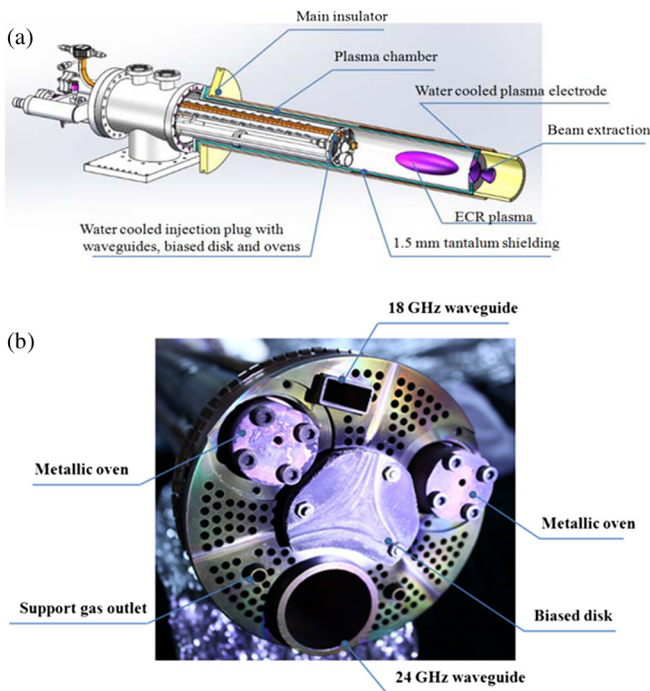 (a)
Main insulator
Plasma chamber
Water cooled plasma electrode
Beam extraction
ECR plasma
Water cooled injection plug with
waveguides, biased disk and ovens
1.5 mm tantalum shielding
(b)
18 GHz waveguide
Metallic oven
Metallic oven
Support gas outlet
Biased disk
24 GHz waveguide